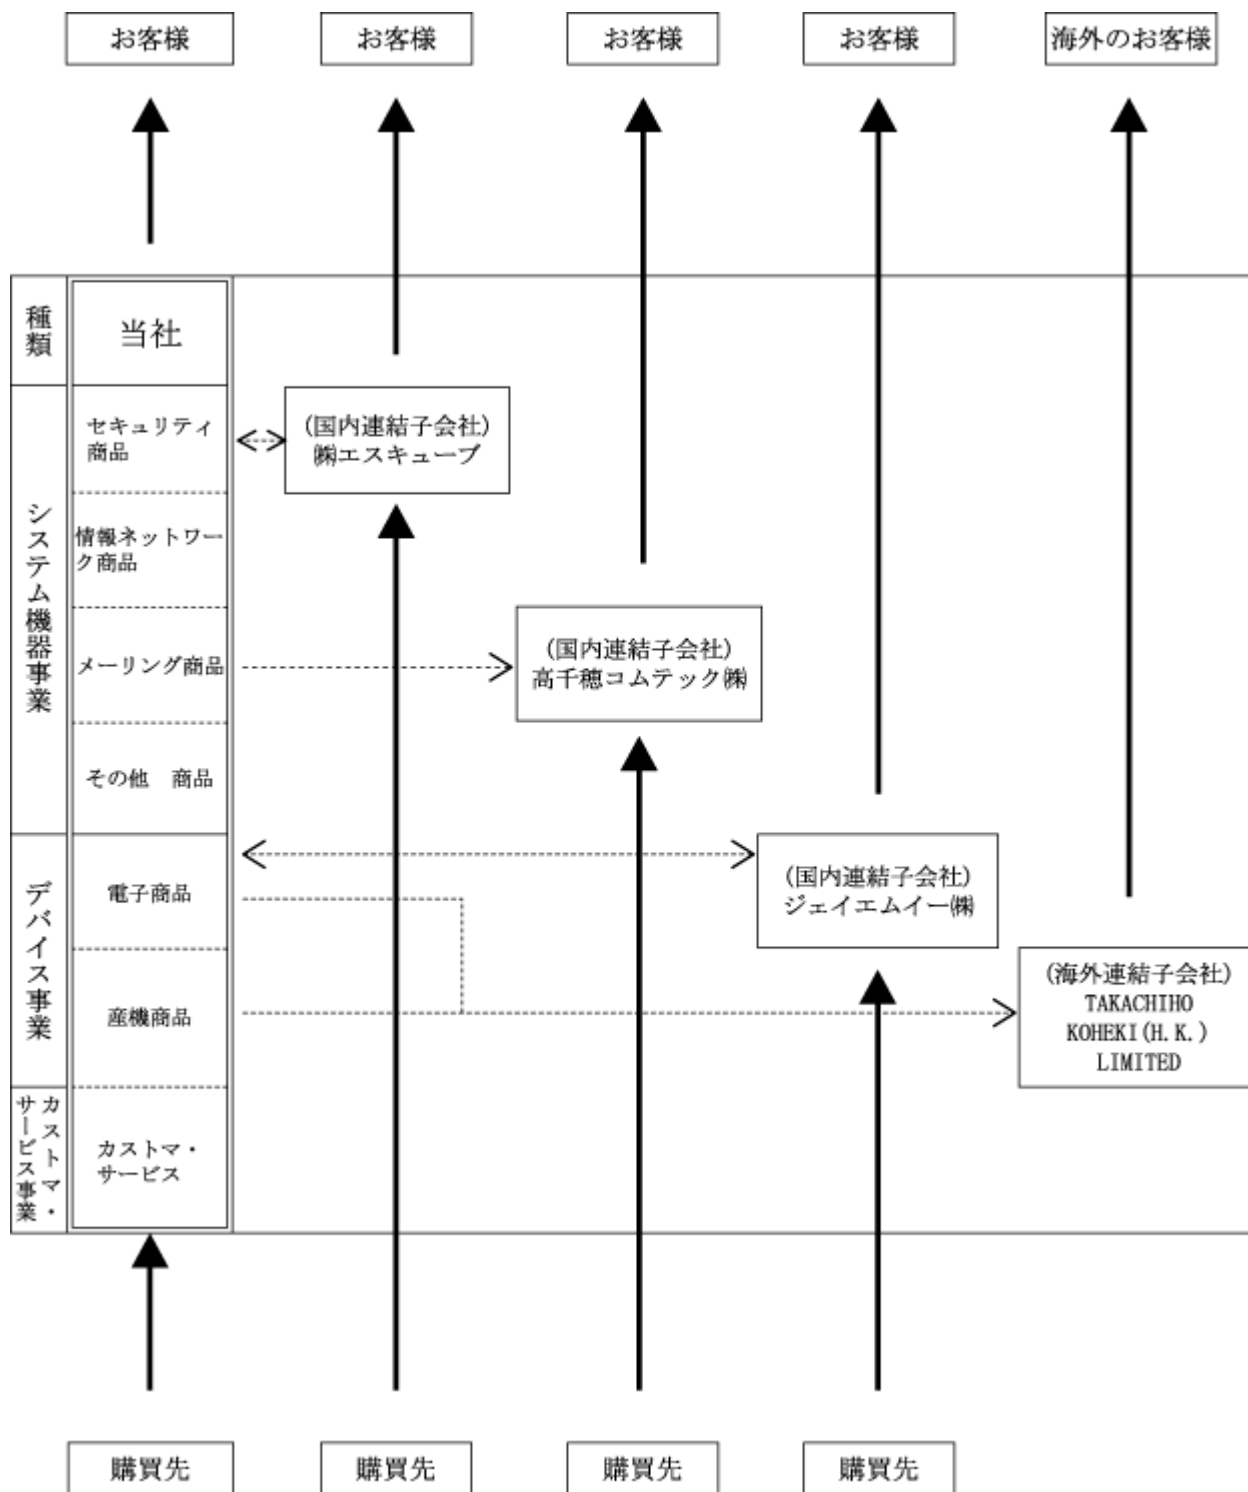 お客様
お客様
お客様
お客様
海外のお客様
種類
当社
システム機器事業
セキュリティ
商品
(国内連結子会社)
㈱エスキューブ
情報ネットワー
ク商品
メーリング商品
(国内連結子会社)
高千穂コムテック㈱
その他　商品
デバイス事業
電子商品
(国内連結子会社)
ジェイエムイー㈱
産機商品
(海外連結子会社)
TAKACHIHO
KOHEKI(H.K.)
LIMITED
カストマ・
サービス事業
カストマ・
サービス
購買先
購買先
購買先
購買先